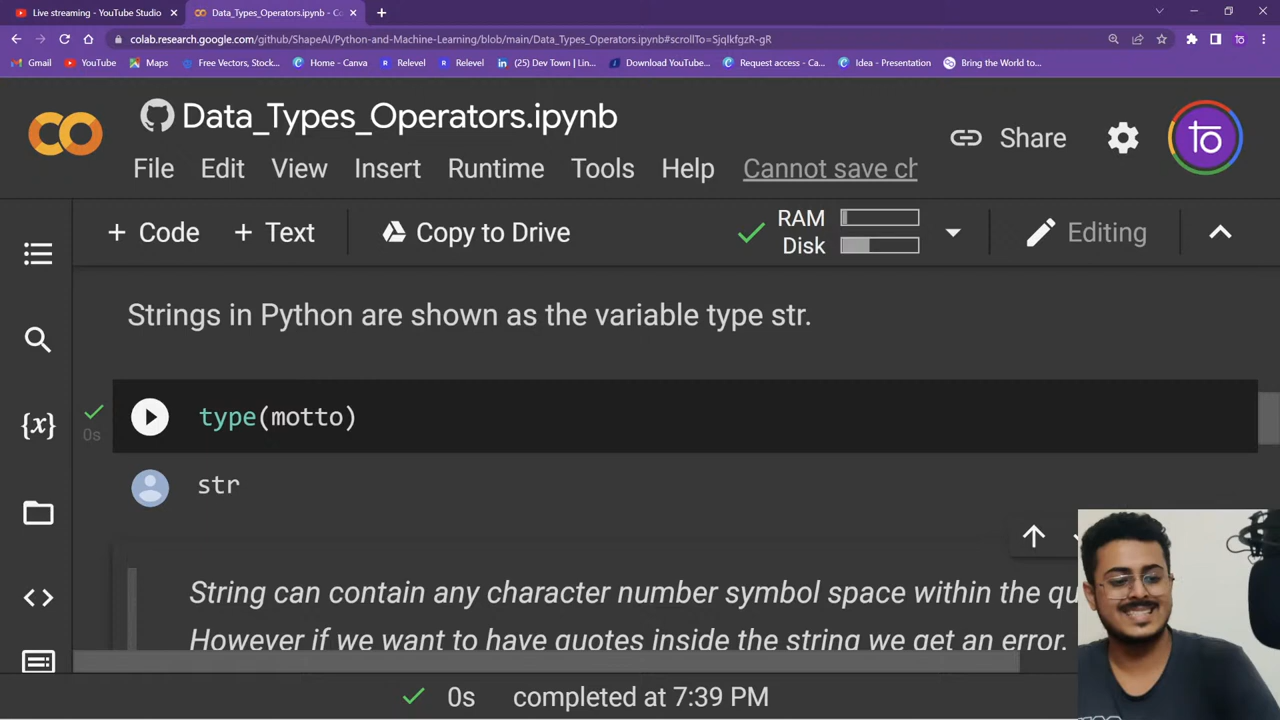 Live streaming - YouTube Studio
Data_Types_Operators.ipynb - Co
colab.research.google.com/github/ShapeAI/Python-and-Machine-Learning/blob/main/Data_Types_Operators.ipynb#scrollTo=SjqlkfgzR-gR
Gmail YouTube Maps Free Vectors, Stock... Home - Canva Relevel Relevel (25) Dev Town | Lin... Download YouTube... Request access - Ca... Idea - Presentation Bring the World to...
Data_Types_Operators.ipynb
Share
File Edit View Insert Runtime Tools Help Cannot save ch
+ Code + Text Copy to Drive RAM Disk Editing
Strings in Python are shown as the variable type str.
type(motto)
0s
str
String can contain any character number symbol space within the qu
However if we want to have quotes inside the string we get an error.
0s completed at 7:39 PM